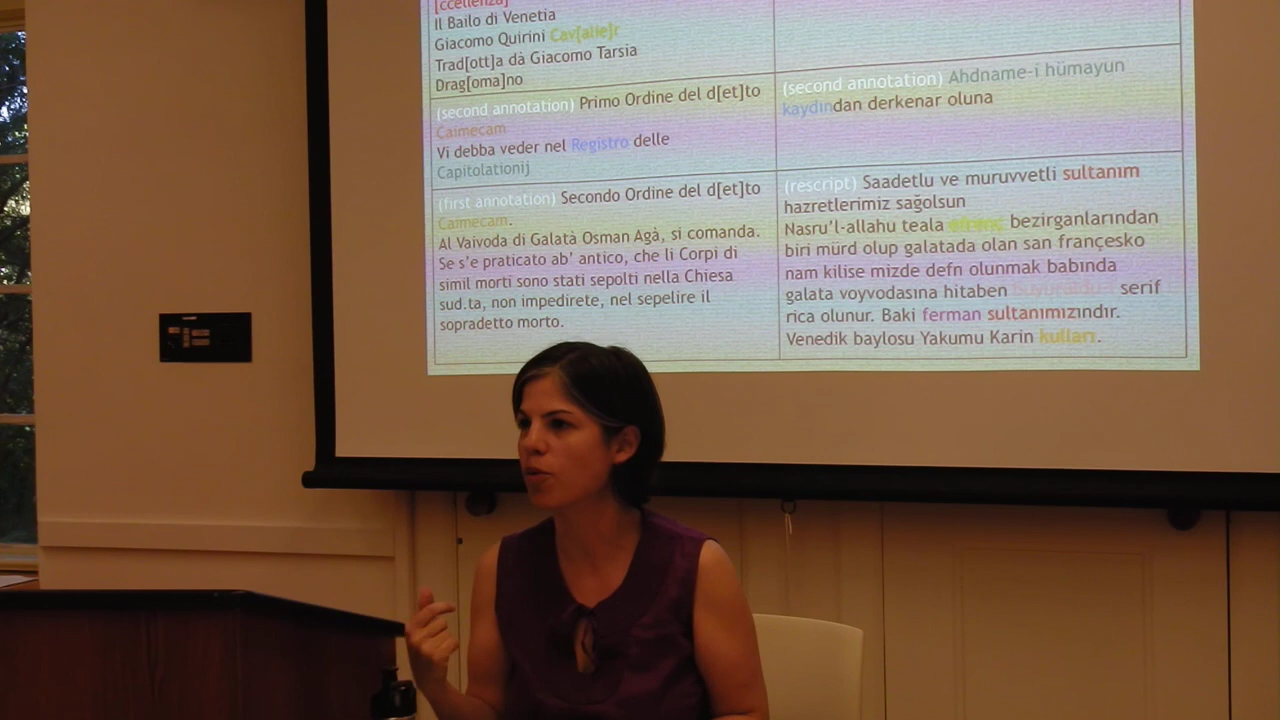 [ccellenza]
Il Bailo di Venetia
Giacomo Quirini Cav[alie]r
Trad[ott]a dà Giacomo Tarsia
Drag[oma]no
(second annotation) Primo Ordine del d[et]to
Caimecam
Vi debba veder nel Registro delle
Capitolationij
(second annotation) Ahdname-i hümayun
kaydından derkenar oluna
(first annotation) Secondo Ordine del d[et]to
Caimecam.
Al Vaivoda di Galatà Osman Agà, si comanda.
Se s'e praticato ab' antico, che li Corpi di
simil morti sono stati sepolti nella Chiesa
sud.ta, non impedirete, nel sepelire il
sopradetto morto.
(rescript) Saadetlu ve muruvvetli sultanım
hazretlerimiz sağolsun
Nasru'l-allahu teala bezirganlarından
biri mürd olup galatada olan san françesko
nam kilise mizde defn olunmak babında
galata voyvodasına hitaben buyuruldu-i serif
rica olunur. Baki ferman sultanımızındır.
Venedik baylosu Yakumu Karin kulları.